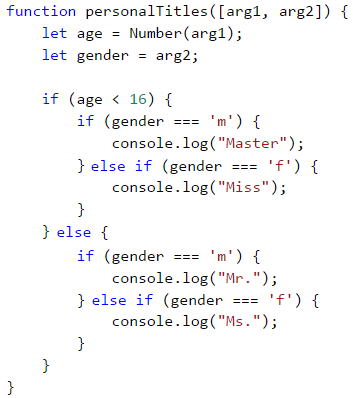 function personalTitles([arg1, arg2]) {
    let age = Number(arg1);
    let gender = arg2;

    if (age < 16) {
        if (gender === 'm') {
            console.log("Master");
        } else if (gender === 'f') {
            console.log("Miss");
        }
    } else {
        if (gender === 'm') {
            console.log("Mr.");
        } else if (gender === 'f') {
            console.log("Ms.");
        }
    }
}